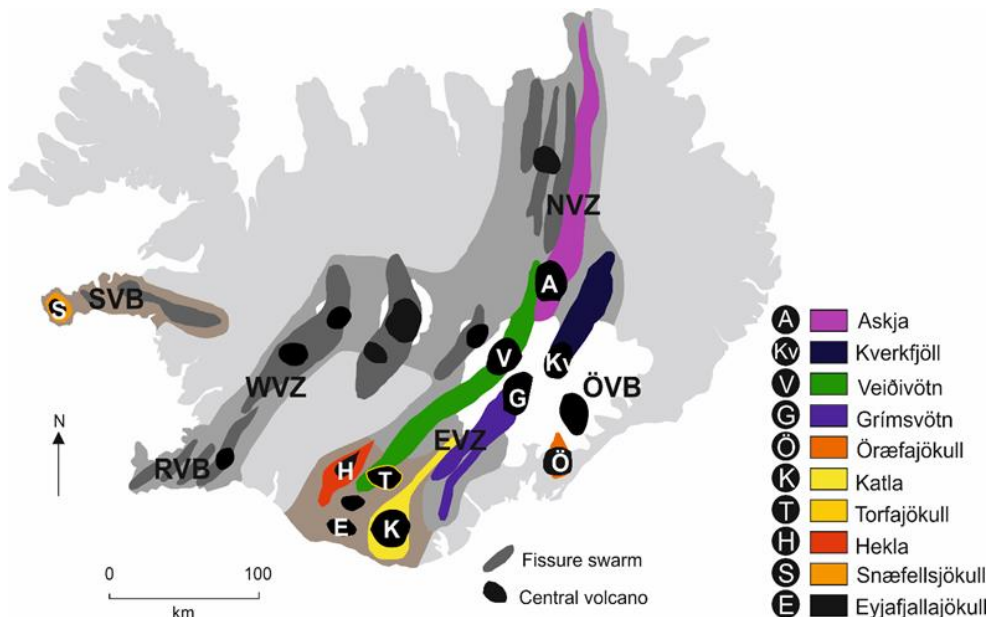 NVZ
A
S
SVB
V
Kv
WVZ
G
ÖVB
N
EVZ
RVB
H
T
Ö
E
K
0 100
km
Fissure swarm
Central volcano
A Askja
Kv Kverkfjöll
V Veiðivötn
G Grímsvötn
Ö Öræfajökull
K Katla
T Torfajökull
H Hekla
S Snæfellsjökull
E Eyjafjallajökull